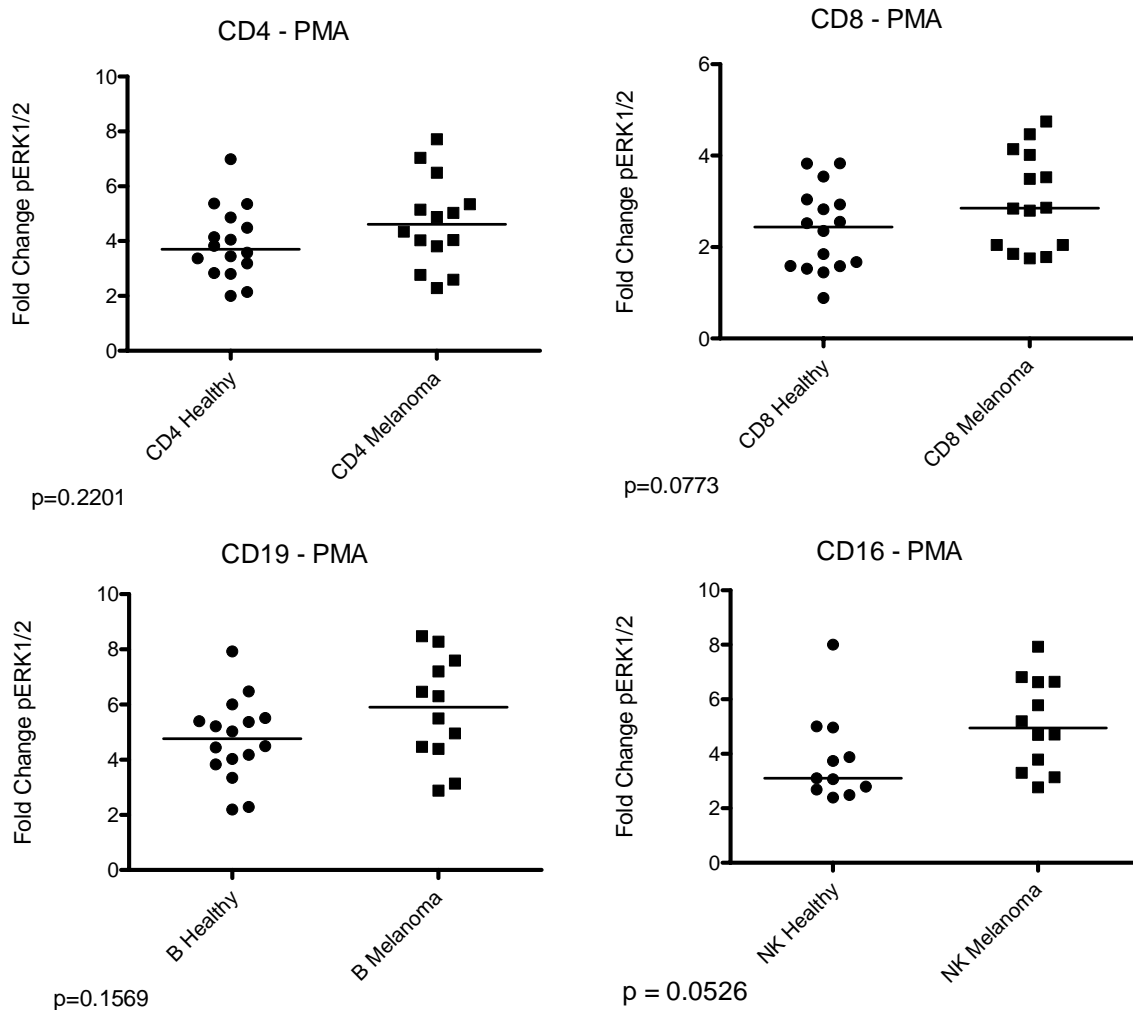 CD4 - PMA
Fold Change pERK1/2
10
8
6
4
2
0
CD4 Healthy
CD4 Melanoma
p=0.2201
CD8 - PMA
Fold Change pERK1/2
6
4
2
0
CD8 Healthy
CD8 Melanoma
p=0.0773
CD19 - PMA
Fold Change pERK1/2
10
8
6
4
2
0
B Healthy
B Melanoma
p=0.1569
CD16 - PMA
Fold Change pERK1/2
10
8
6
4
2
0
NK Healthy
NK Melanoma
p = 0.0526